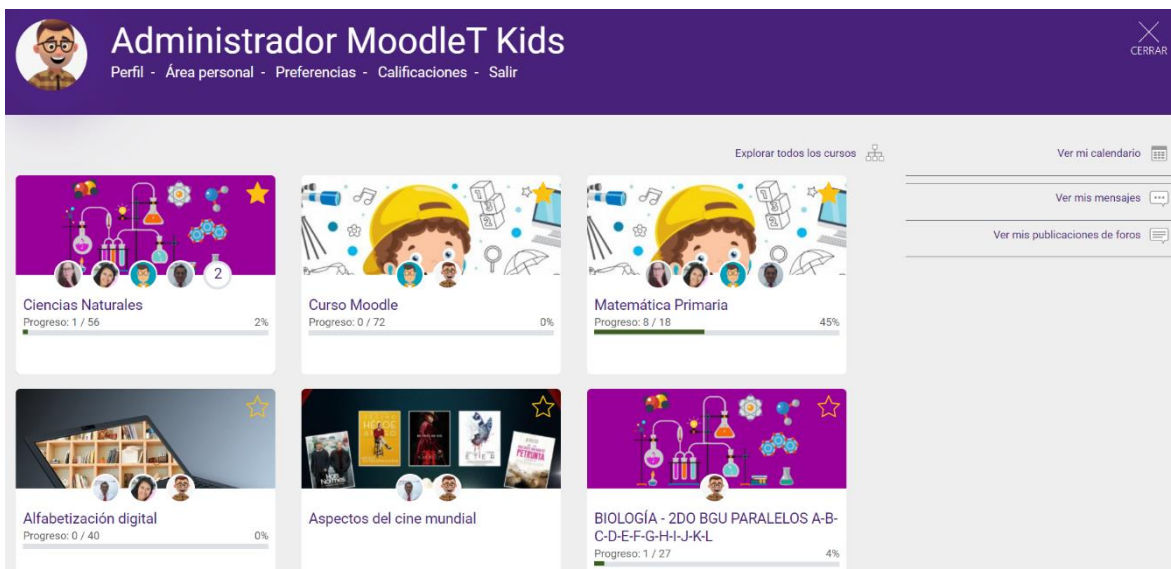 Administrador MoodleT Kids
Perfil - Área personal - Preferencias - Calificaciones - Salir
CERRAR
Explorar todos los cursos
Ver mi calendario
Ver mis mensajes
Ver mis publicaciones de foros
2
Ciencias Naturales
Progreso: 1 / 56
2%
Curso Moodle
Progreso: 0 / 72
0%
Matemática Primaria
Progreso: 8 / 18
45%
Alfabetización digital
Progreso: 0 / 40
0%
PETRUNYA
Aspectos del cine mundial
BIOLOGÍA - 2DO BGU PARALELOS A-B-
C-D-E-F-G-H-I-J-K-L
Progreso: 1 / 27
4%